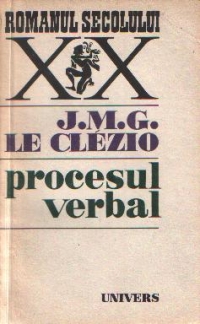 ROMANUL SECOLULUI
XX
J.M.G.
LE CLÉZIO
procesul
verbal
UNIVERS